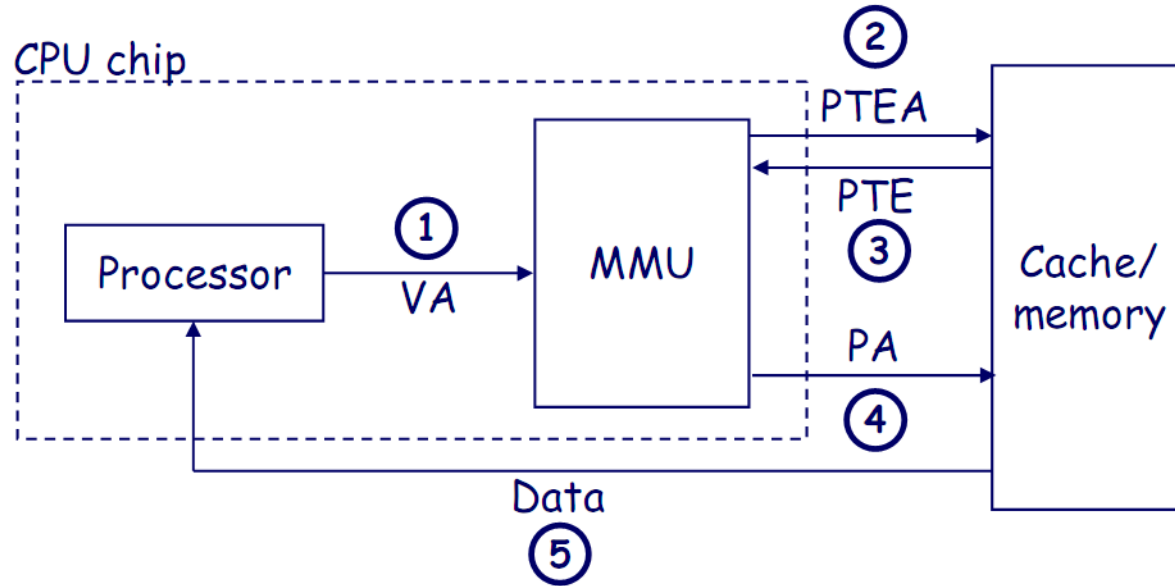 2
CPU chip
PTEA
PTE
1
3
MMU
Processor
Cache/
memory
VA
PA
4
Data
5